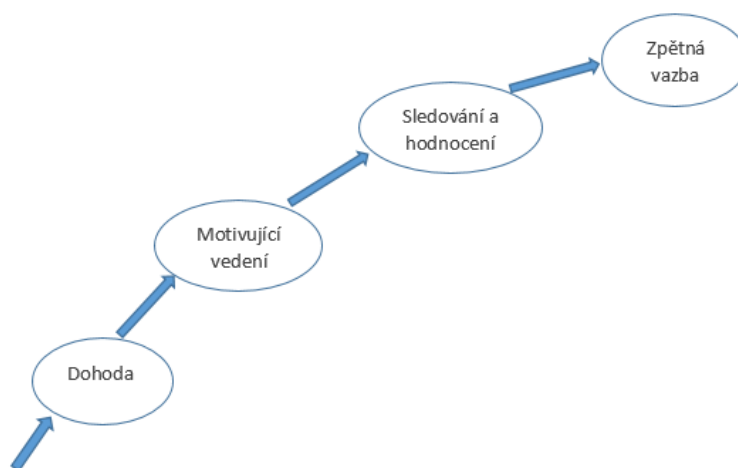 Zpětná
vazba
Sledování a
hodnocení
Motivující
vedení
Dohoda